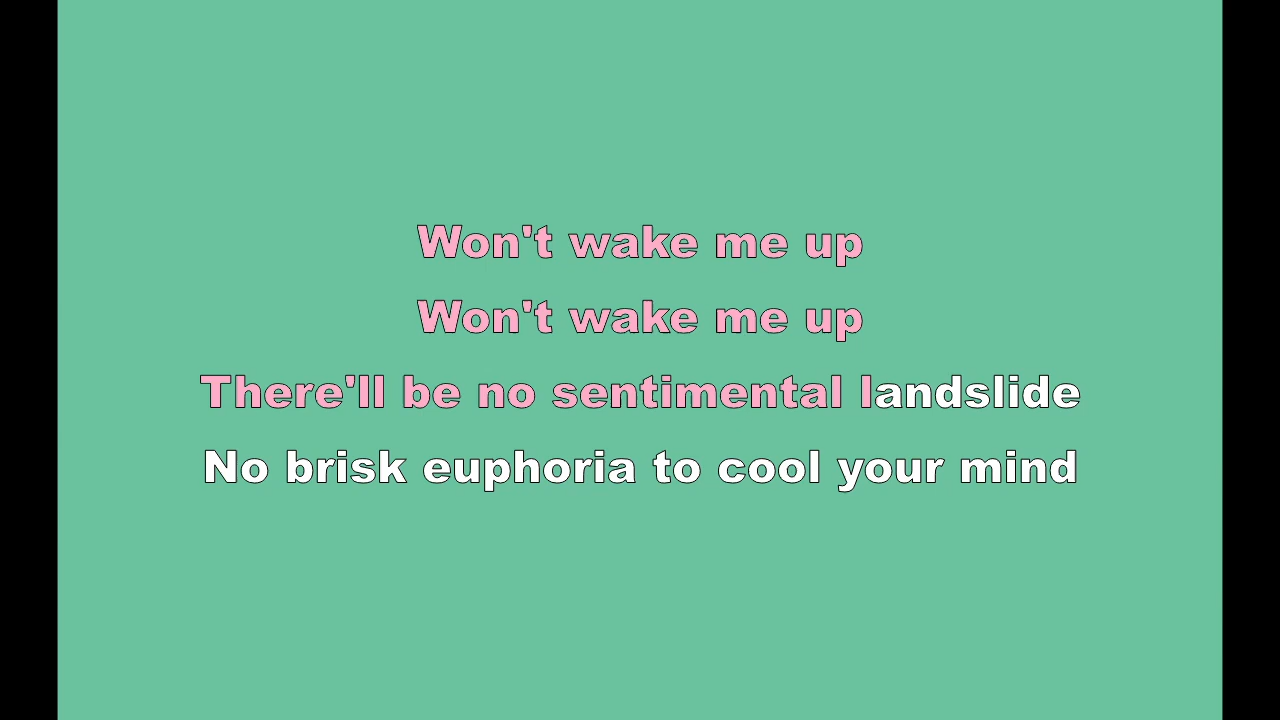 Won't wake me up
Won't wake me up
There'll be no sentimental landslide
No brisk euphoria to cool your mind